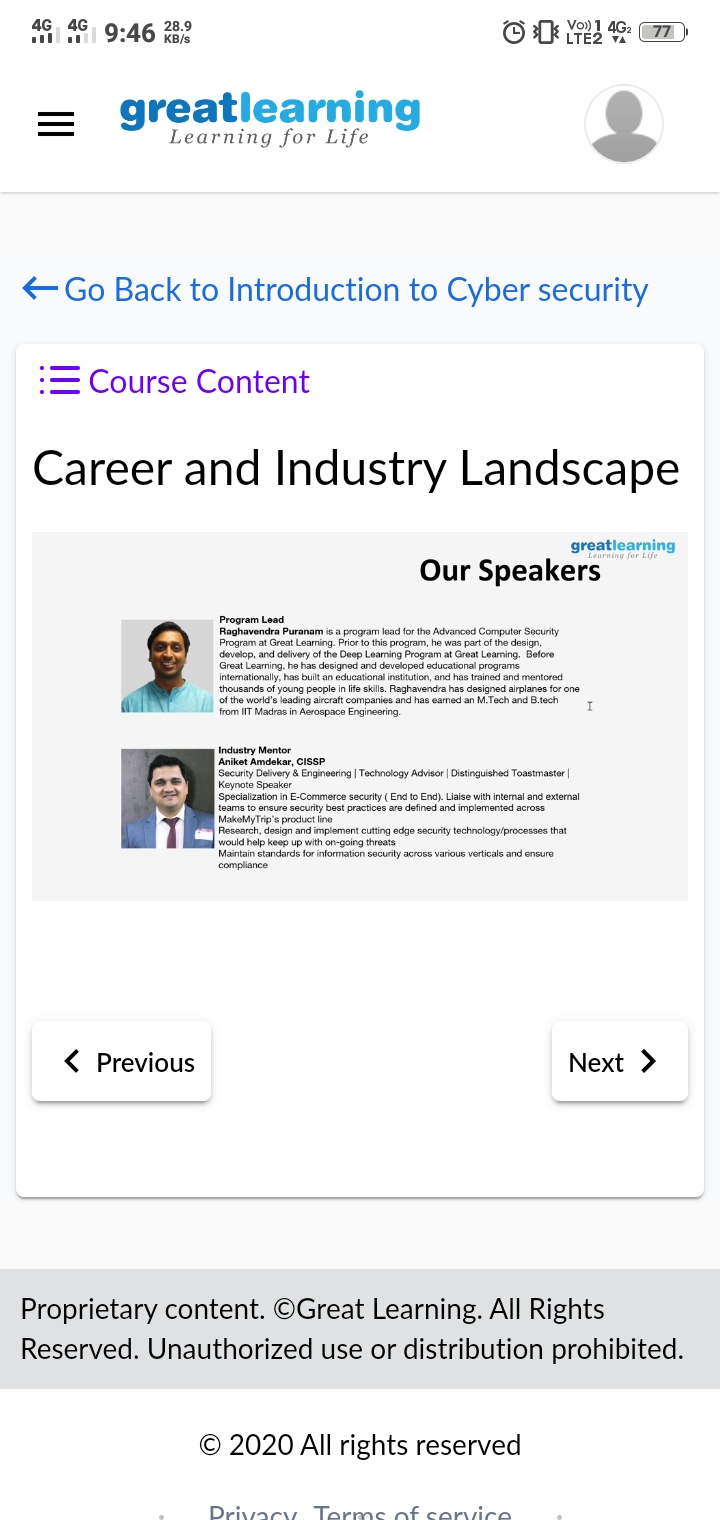 4G 4G 9:46 28.9 KB/s Vo)) 1 LTE2 4G2 77
greatlearning
Learning for Life
Go Back to Introduction to Cyber security
Course Content
Career and Industry Landscape
greatlearning
Learning for Life
Our Speakers
Program Lead
Raghavendra Puranam is a program lead for the Advanced Computer Security
Program at Great Learning. Prior to this program, he was part of the design,
develop, and delivery of the Deep Learning Program at Great Learning. Before
Great Learning, he has designed and developed educational programs
internationally, has built an educational institution, and has trained and mentored
thousands of young people in life skills. Raghavendra has designed airplanes for one
of the world's leading aircraft companies and has earned an M.Tech and B.tech
from IIT Madras in Aerospace Engineering.
Industry Mentor
Aniket Amdekar, CISSP
Security Delivery & Engineering | Technology Advisor | Distinguished Toastmaster |
Keynote Speaker
Specialization in E-Commerce security ( End to End). Liaise with internal and external
teams to ensure security best practices are defined and implemented across
MakeMyTrip's product line
Research, design and implement cutting edge security technology/processes that
would help keep up with on-going threats
Maintain standards for information security across various verticals and ensure
compliance
Previous
Next
Proprietary content. ©Great Learning. All Rights
Reserved. Unauthorized use or distribution prohibited.
© 2020 All rights reserved
Privacy Terms of service